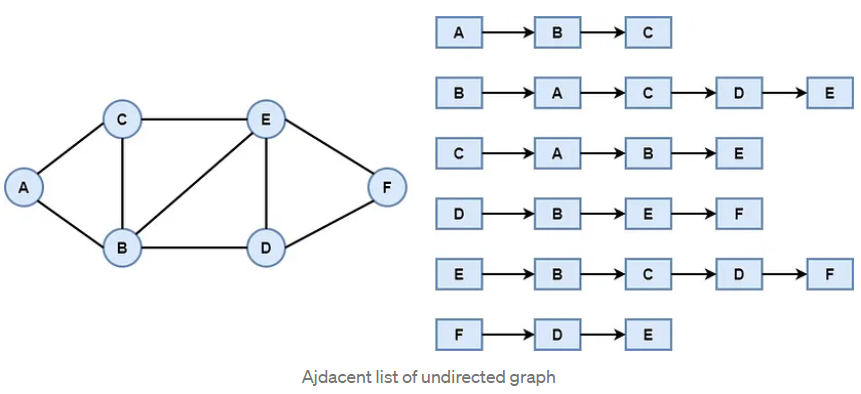 A B C
C E
B A C D E
C A B E
A F
D B E F
B D
E B C D F
F D E
Ajdacent list of undirected graph